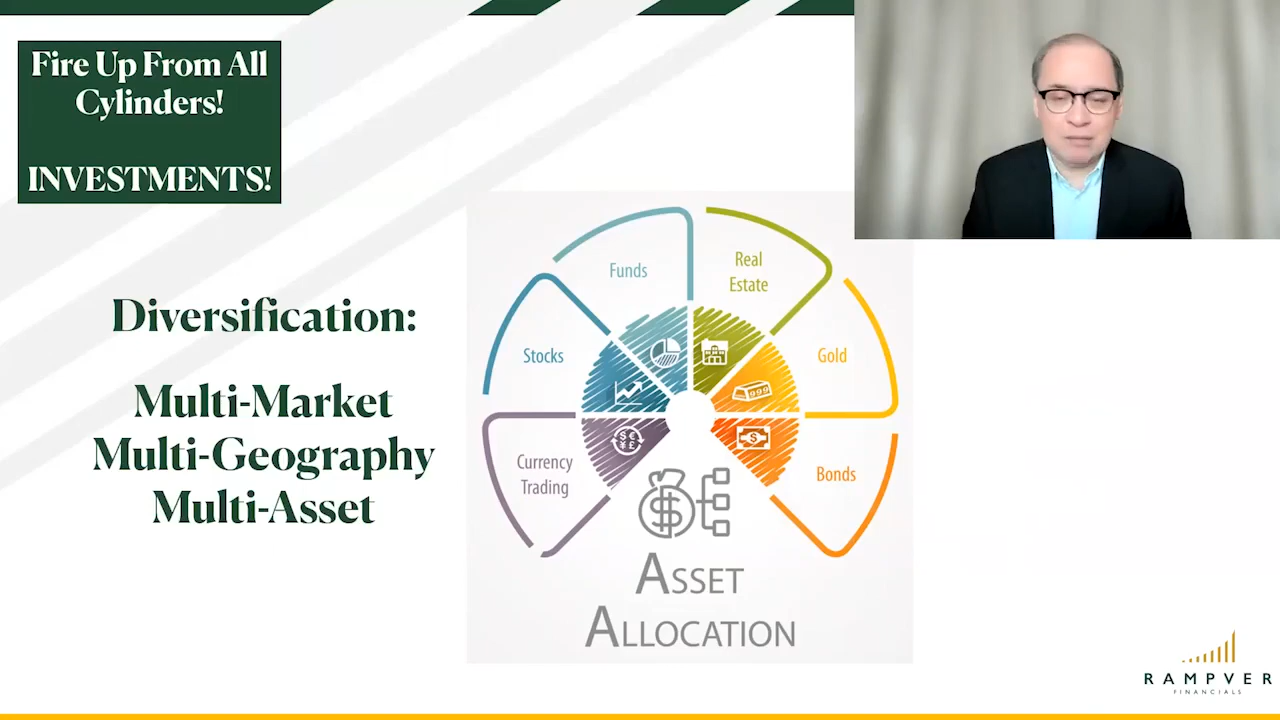 Fire Up From All
Cylinders!
INVESTMENTS!
Diversification:
Multi-Market
Multi-Geography
Multi-Asset
Funds
Real
Estate
Stocks
Gold
999
Currency
Trading
$ €
¥ £
$
Bonds
$
ASSET
ALLOCATION
RAMPVER
FINANCIALS